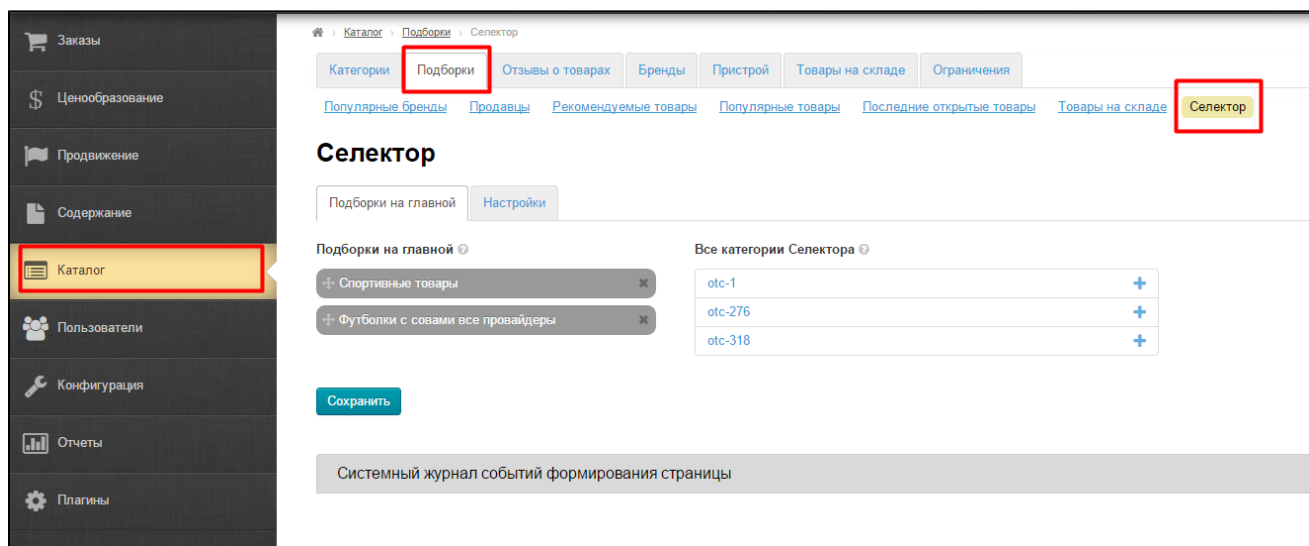 Заказы
Ценообразование
Продвижение
Содержание
Каталог
Пользователи
Конфигурация
Отчеты
Плагины
› Каталог › Подборки › Селектор
Категории Подборки Отзывы о товарах Бренды Пристрой Товары на складе Ограничения
Популярные бренды Продавцы Рекомендуемые товары Популярные товары Последние открытые товары Товары на складе Селектор
Селектор
Подборки на главной Настройки
Подборки на главной ? Все категории Селектора ?
Спортивные товары
Футболки с совами все провайдеры
otc-1
otc-276
otc-318
Сохранить
Системный журнал событий формирования страницы